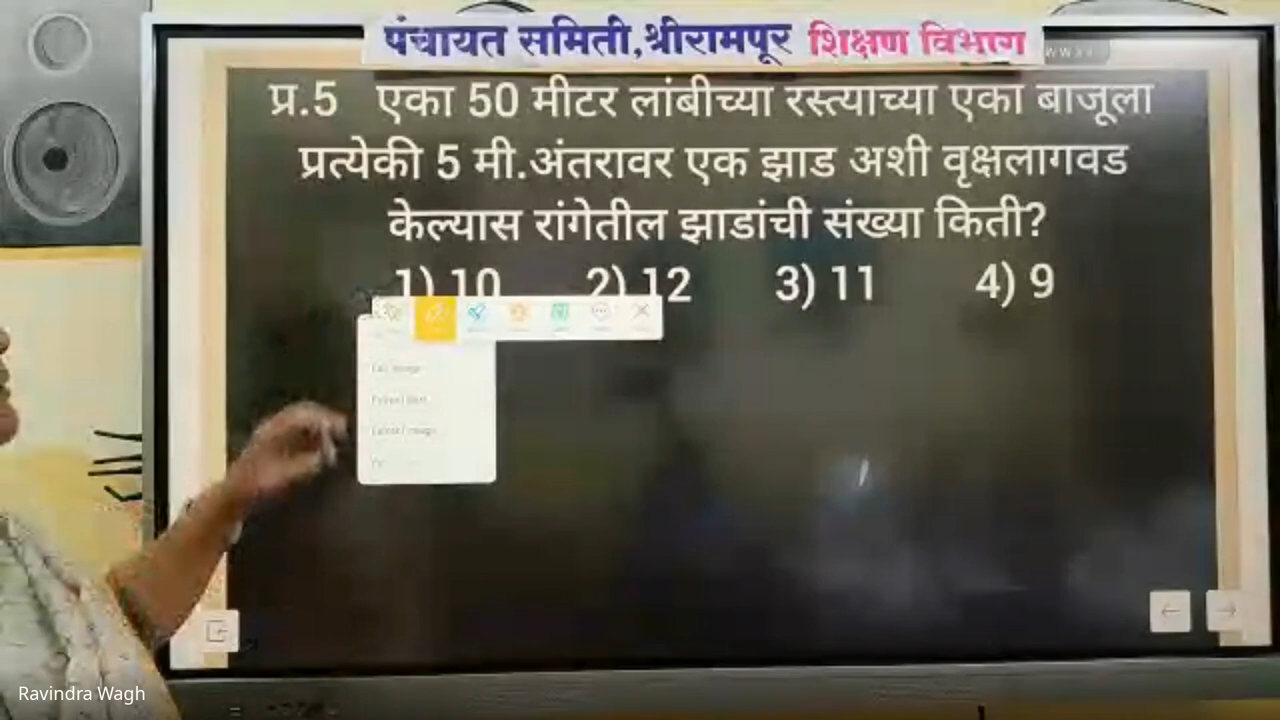 पंचायत समिती,श्रीरामपूर शिक्षण विभाग
प्र.5 एका 50 मीटर लांबीच्या रस्त्याच्या एका बाजूला
प्रत्येकी 5 मी.अंतरावर एक झाड अशी वृक्षलागवड
केल्यास रांगेतील झाडांची संख्या किती?
1) 10 2) 12 3) 11 4) 9
Ravindra Wagh